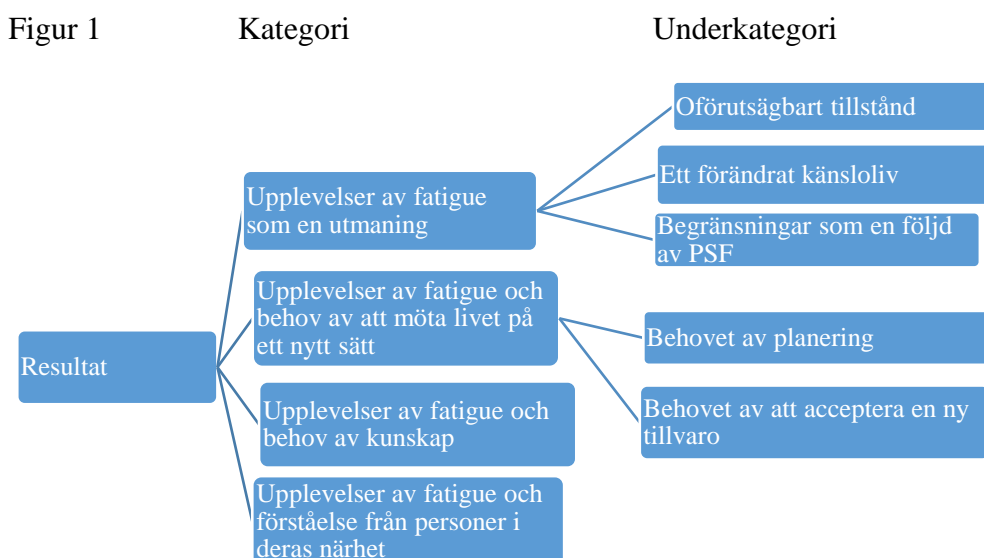 Figur 1 Kategori Underkategori
Resultat
Upplevelser av fatigue
som en utmaning
Oförutsägbart tillstånd
Ett förändrat känsloliv
Begränsningar som en följd
av PSF
Upplevelser av fatigue och
behov av att möta livet på
ett nytt sätt
Behovet av planering
Behovet av att acceptera en ny
tillvaro
Upplevelser av fatigue och
behov av kunskap
Upplevelser av fatigue och
förståelse från personer i
deras närhet